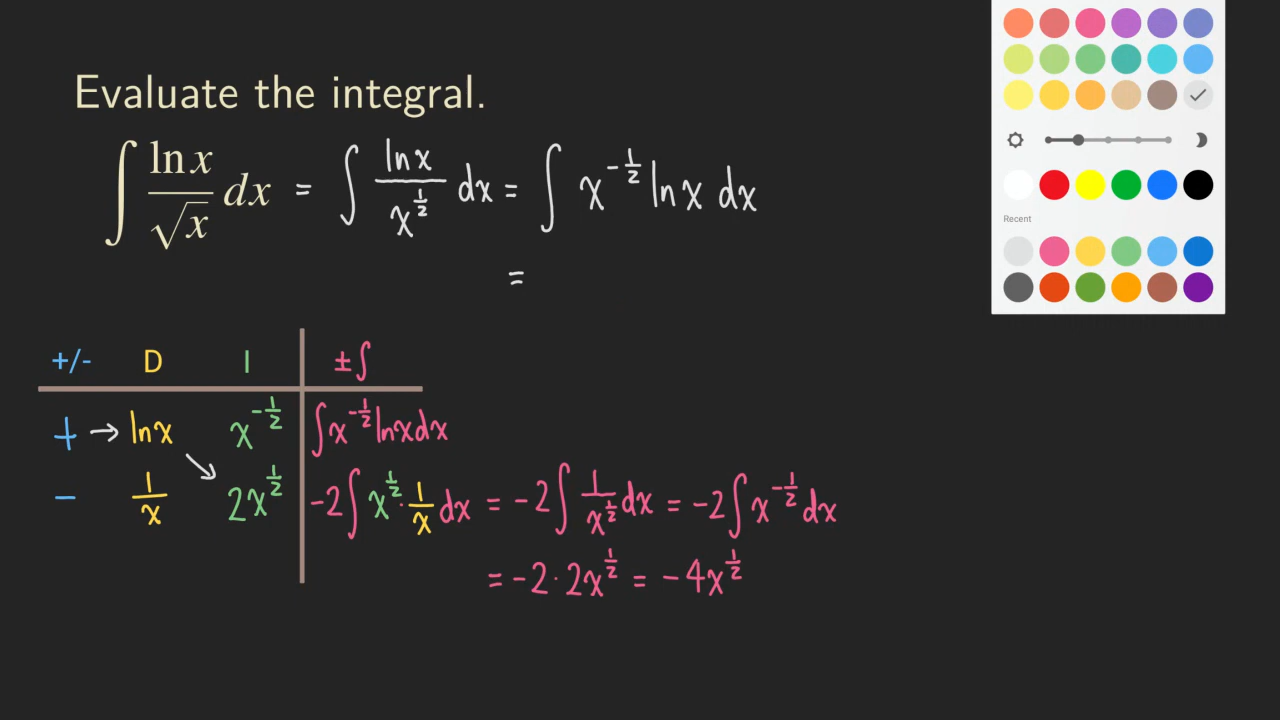 Evaluate the integral.
∫ ln x / √x dx = ∫ ln x / x^(1/2) dx = ∫ x^(-1/2) ln x dx
=
+/- D I ±∫
+ → ln x x^(-1/2) ∫ x^(-1/2) ln x dx
- 1/x 2x^(1/2) -2∫ x^(1/2) · 1/x dx = -2∫ 1/x^(1/2) dx = -2∫ x^(-1/2) dx
= -2 · 2x^(1/2) = -4x^(1/2)
Recent